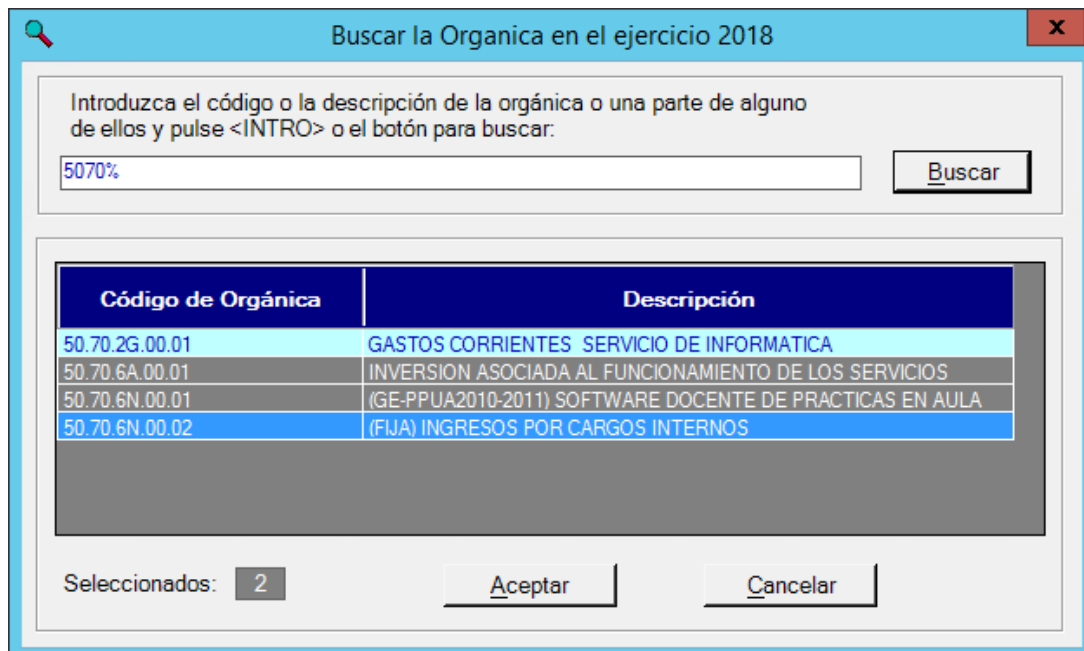 Buscar la Organica en el ejercicio 2018
x
Introduzca el código o la descripción de la orgánica o una parte de alguno
de ellos y pulse <INTRO> o el botón para buscar:
5070%
Buscar
Código de Orgánica Descripción
50.70.2G.00.01 GASTOS CORRIENTES  SERVICIO DE INFORMATICA
50.70.6A.00.01 INVERSION ASOCIADA AL FUNCIONAMIENTO DE LOS SERVICIOS
50.70.6N.00.01 (GE-PPUA2010-2011) SOFTWARE DOCENTE DE PRACTICAS EN AULA
50.70.6N.00.02 (FIJA) INGRESOS POR CARGOS INTERNOS
Seleccionados: 2 Aceptar Cancelar